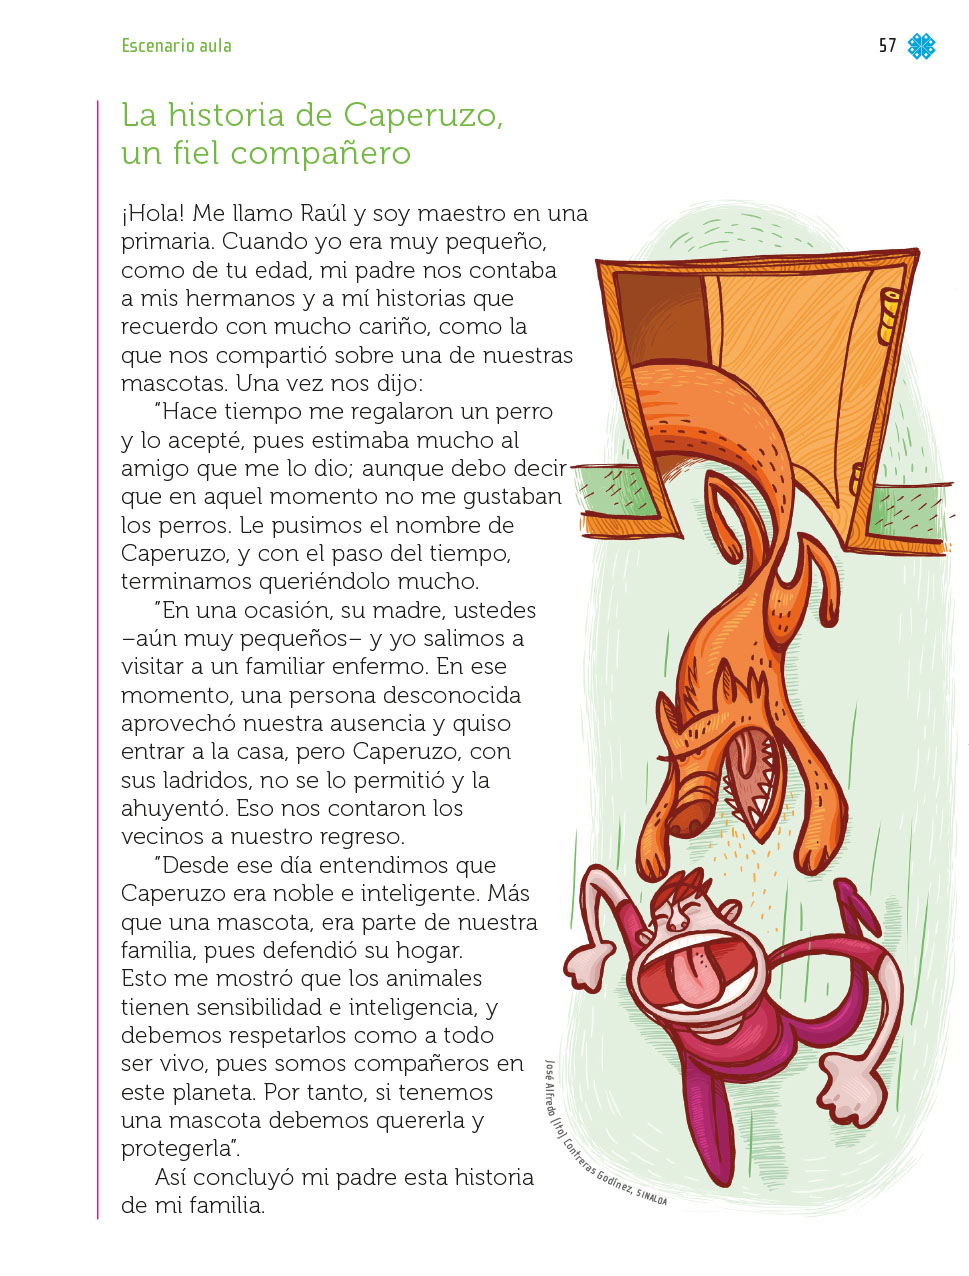 Escenario aula
57
La historia de Caperuzo,
un fiel compañero
¡Hola! Me llamo Raúl y soy maestro en una
primaria. Cuando yo era muy pequeño,
como de tu edad, mi padre nos contaba
a mis hermanos y a mí historias que
recuerdo con mucho cariño, como la
que nos compartió sobre una de nuestras
mascotas. Una vez nos dijo:
"Hace tiempo me regalaron un perro
y lo acepté, pues estimaba mucho al
amigo que me lo dio; aunque debo decir
que en aquel momento no me gustaban
los perros. Le pusimos el nombre de
Caperuzo, y con el paso del tiempo,
terminamos queriéndolo mucho.
"En una ocasión, su madre, ustedes
–aún muy pequeños– y yo salimos a
visitar a un familiar enfermo. En ese
momento, una persona desconocida
aprovechó nuestra ausencia y quiso
entrar a la casa, pero Caperuzo, con
sus ladridos, no se lo permitió y la
ahuyentó. Eso nos contaron los
vecinos a nuestro regreso.
"Desde ese día entendimos que
Caperuzo era noble e inteligente. Más
que una mascota, era parte de nuestra
familia, pues defendió su hogar.
Esto me mostró que los animales
tienen sensibilidad e inteligencia, y
debemos respetarlos como a todo
ser vivo, pues somos compañeros en
este planeta. Por tanto, si tenemos
una mascota debemos quererla y
protegerla".
Así concluyó mi padre esta historia
de mi familia.
José Alfredo (Ito) Contreras Godínez, SINALOA